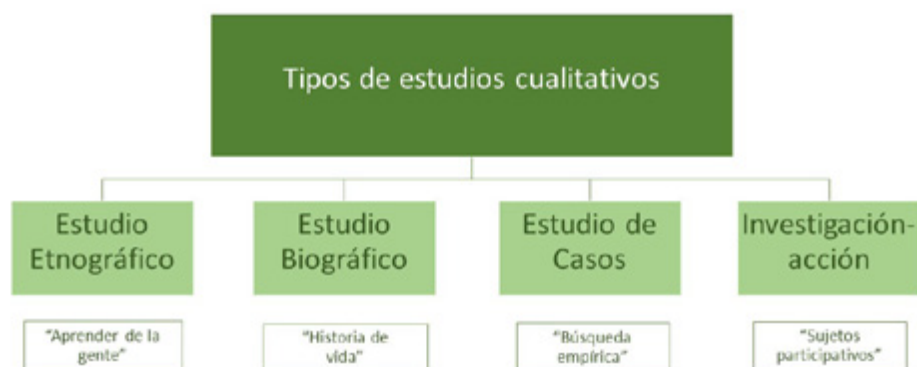 Tipos de estudios cualitativos
Estudio
Etnográfico
Estudio
Biográfico
Estudio de
Casos
Investigación-
acción
“Aprender de la
gente”
“Historia de
vida”
“Búsqueda
empírica”
“Sujetos
participativos”